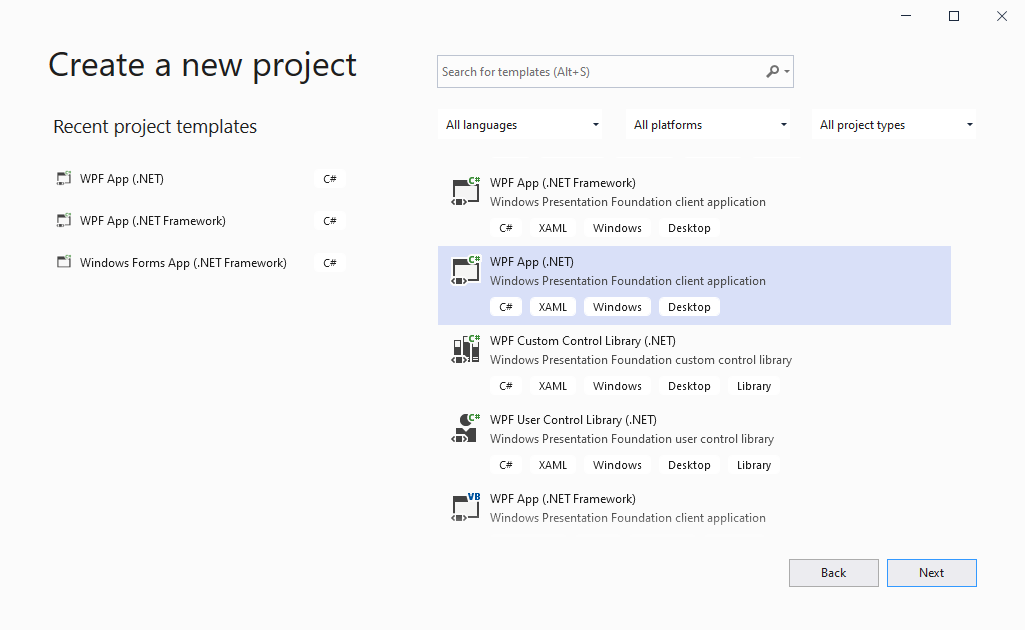 Create a new project
Search for templates (Alt+S)
Recent project templates
All languages
All platforms
All project types
WPF App (.NET)
C#
WPF App (.NET Framework)
C#
Windows Forms App (.NET Framework)
C#
C#
WPF App (.NET Framework)
Windows Presentation Foundation client application
C# XAML Windows Desktop
C#
WPF App (.NET)
Windows Presentation Foundation client application
C# XAML Windows Desktop
C#
WPF Custom Control Library (.NET)
Windows Presentation Foundation custom control library
C# XAML Windows Desktop Library
C#
WPF User Control Library (.NET)
Windows Presentation Foundation user control library
C# XAML Windows Desktop Library
VB
WPF App (.NET Framework)
Windows Presentation Foundation client application
Back
Next